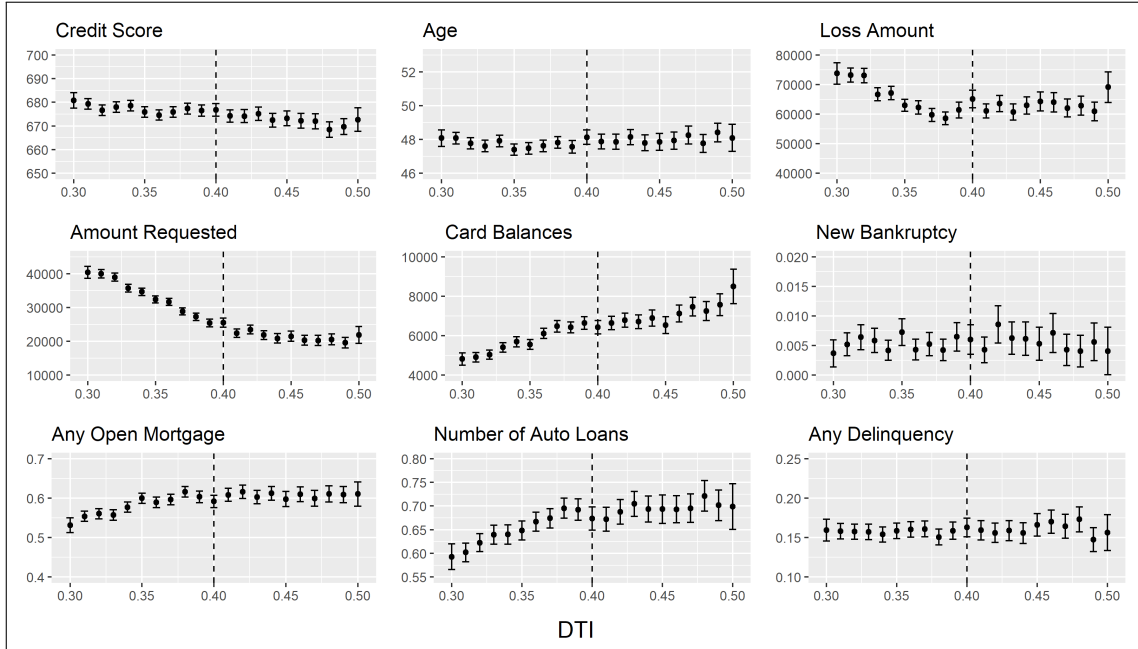 Credit Score
700
690
680
670
660
650
0.30 0.35 0.40 0.45 0.50
Age
52
50
48
46
0.30 0.35 0.40 0.45 0.50
Loss Amount
80000
70000
60000
50000
40000
0.30 0.35 0.40 0.45 0.50
Amount Requested
40000
30000
20000
10000
0.30 0.35 0.40 0.45 0.50
Card Balances
10000
8000
6000
4000
0.30 0.35 0.40 0.45 0.50
New Bankruptcy
0.020
0.015
0.010
0.005
0.000
0.30 0.35 0.40 0.45 0.50
Any Open Mortgage
0.7
0.6
0.5
0.4
0.30 0.35 0.40 0.45 0.50
Number of Auto Loans
0.80
0.75
0.70
0.65
0.60
0.55
0.30 0.35 0.40 0.45 0.50
Any Delinquency
0.25
0.20
0.15
0.10
0.30 0.35 0.40 0.45 0.50
DTI